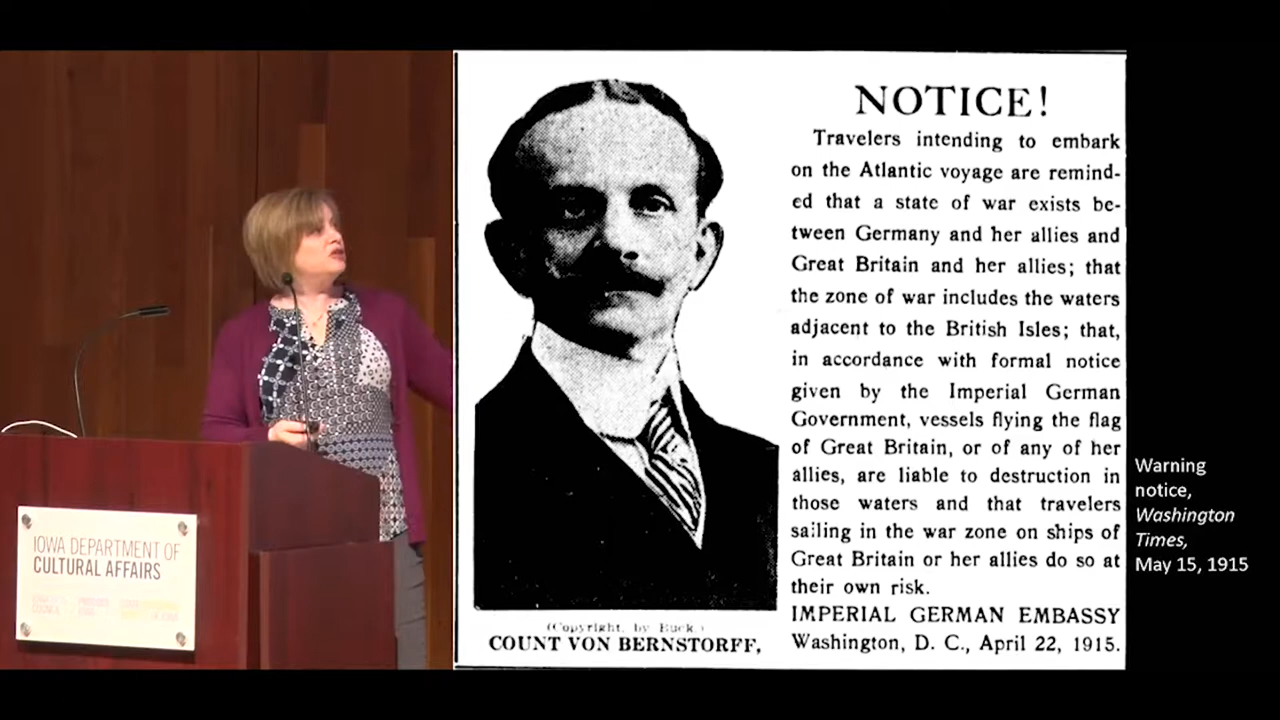 NOTICE!
Travelers intending to embark
on the Atlantic voyage are remind-
ed that a state of war exists be-
tween Germany and her allies and
Great Britain and her allies; that
the zone of war includes the waters
adjacent to the British Isles; that,
in accordance with formal notice
given by the Imperial German
Government, vessels flying the flag
of Great Britain, or of any of her
allies, are liable to destruction in
those waters and that travelers
sailing in the war zone on ships of
Great Britain or her allies do so at
their own risk.
IMPERIAL GERMAN EMBASSY
Washington, D. C., April 22, 1915.
(Copyright, by Buck.)
COUNT VON BERNSTORFF,
Warning
notice,
Washington
Times,
May 15, 1915
IOWA DEPARTMENT OF
CULTURAL AFFAIRS